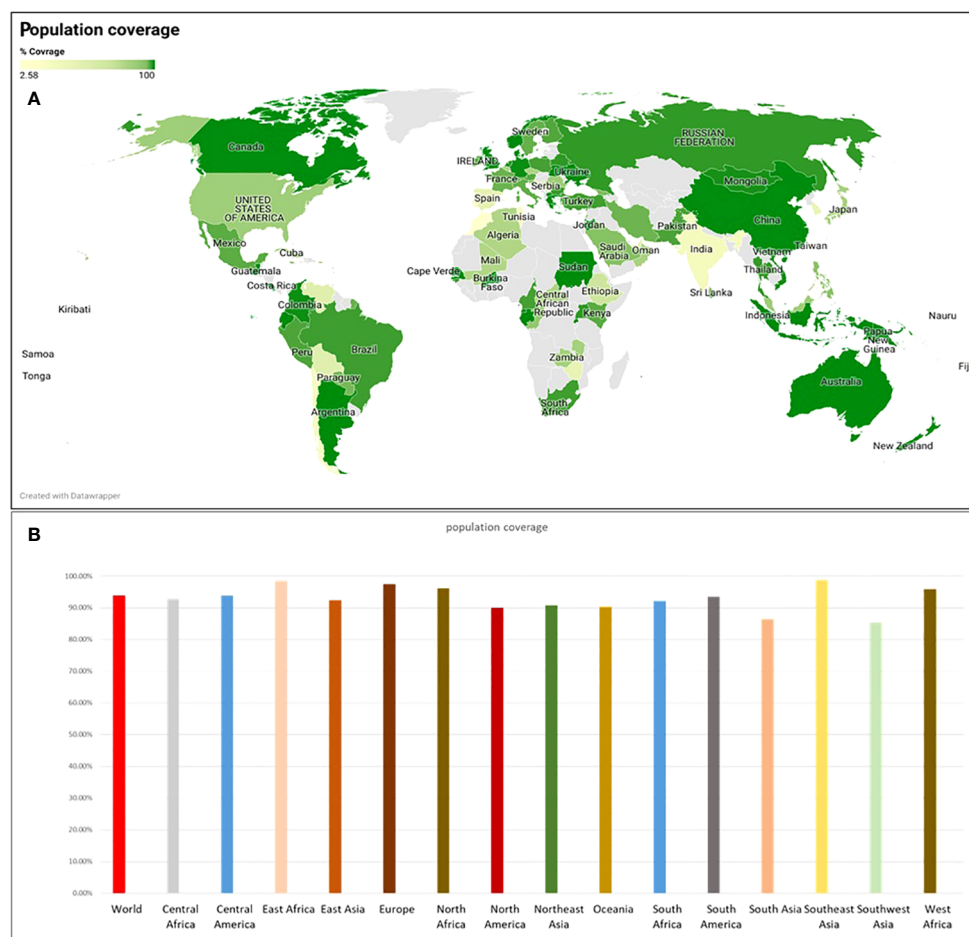 Population coverage
% Covrage
2.58 100
A
Canada
Sweden
RUSSIAN
FEDERATION
IRELAND
Ukraine
France
Mongolia
Serbia
UNITED
STATES
OF AMERICA
Spain
Turkey
Japan
Tunisia
China
Jordan
Pakistan
Algeria
Mexico
Saudi
Arabia
Oman
India
Taiwan
Vietnam
Cuba
Mali
Guatemala
Cape Verde
Sudan
Thailand
Burkina
Faso
Costa Rica
Ethiopia
Sri Lanka
Central
African
Republic
Colombia
Kiribati
Kenya
Indonesia
Nauru
Papua
New
Guinea
Samoa
Peru
Brazil
Zambia
Fij
Tonga
Paraguay
Australia
Argentina
South
Africa
New Zealand
Created with Datawrapper
B
population coverage
100.00%
90.00%
80.00%
70.00%
60.00%
50.00%
40.00%
30.00%
20.00%
10.00%
0.00%
World
Central
Africa
Central
America
East Africa
East Asia
Europe
North
Africa
North
America
Northeast
Asia
Oceania
South
Africa
South
America
South Asia
Southeast
Asia
Southwest
Asia
West
Africa